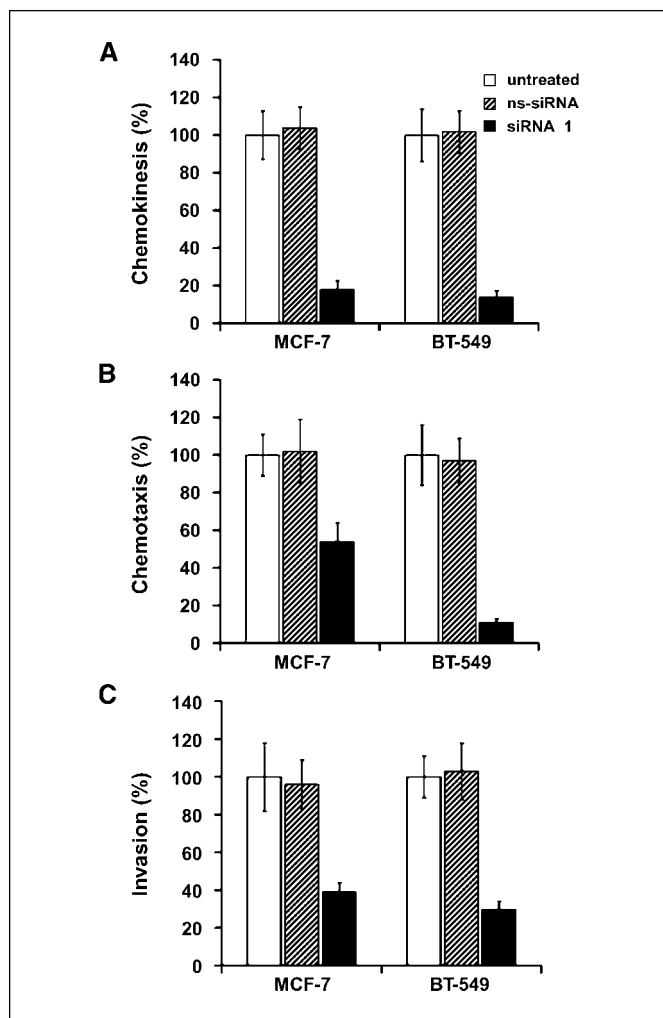 A
140
120
100
80
60
40
20
0
Chemokinesis (%)
untreated
ns-siRNA
siRNA 1
MCF-7 BT-549
B
140
120
100
80
60
40
20
0
Chemotaxis (%)
MCF-7 BT-549
C
140
120
100
80
60
40
20
0
Invasion (%)
MCF-7 BT-549